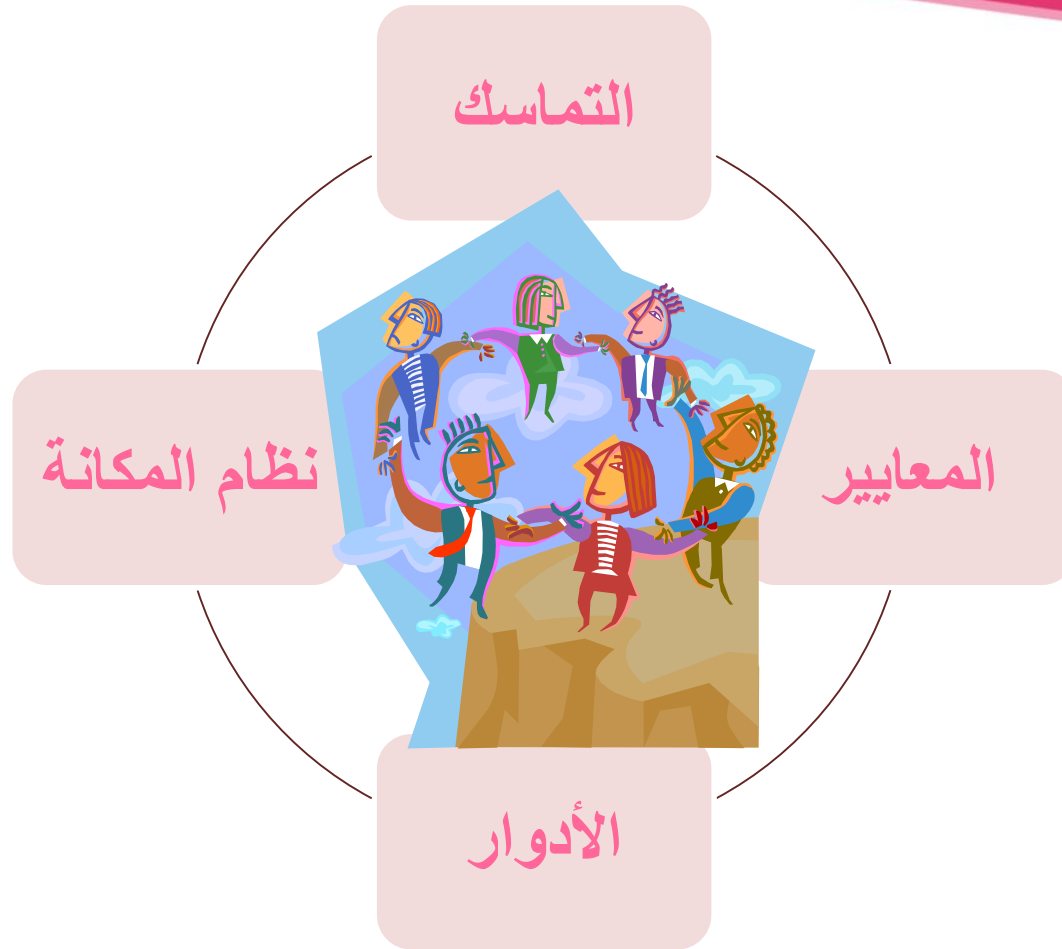 التماسك
المعايير
نظام المكانة
الأدوار